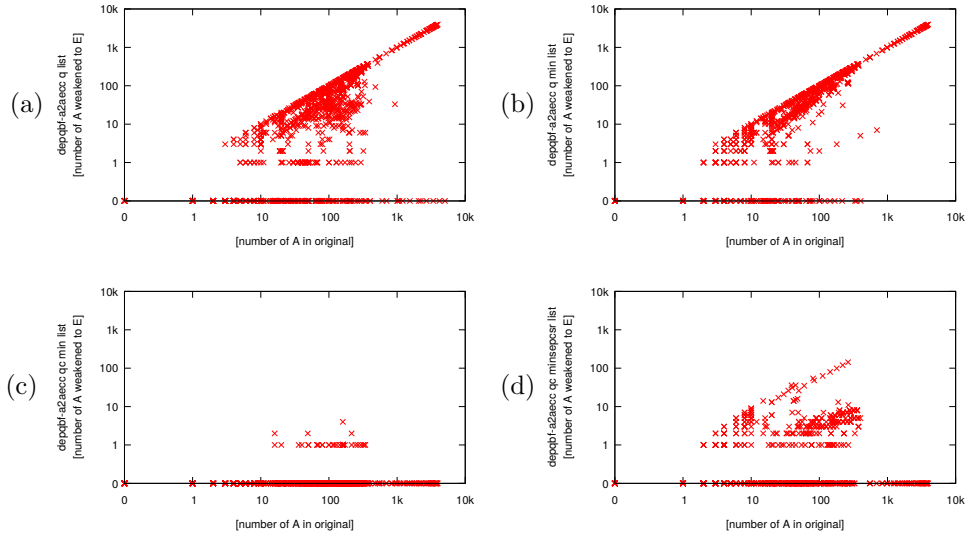 (a)
depqbf-a2aecc q list
[number of A weakened to E]
10k
1k
100
10
1
0
0
1
10
100
1k
10k
[number of A in original]
(b)
depqbf-a2aecc q min list
[number of A weakened to E]
10k
1k
100
10
1
0
0
1
10
100
1k
10k
[number of A in original]
(c)
depqbf-a2aecc qc min list
[number of A weakened to E]
10k
1k
100
10
1
0
0
1
10
100
1k
10k
[number of A in original]
(d)
depqbf-a2aecc qc minsepcsr list
[number of A weakened to E]
10k
1k
100
10
1
0
0
1
10
100
1k
10k
[number of A in original]